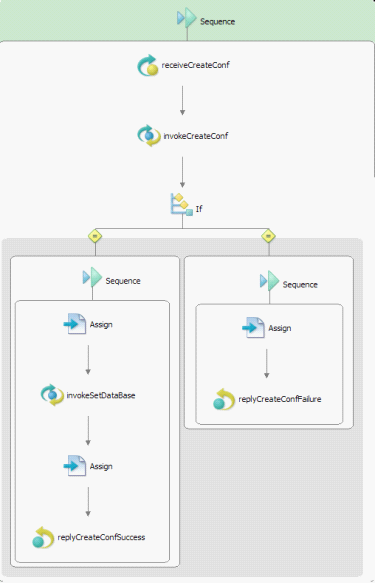 Sequence
receiveCreateConf
invokeCreateConf
If
Sequence
Assign
invokeSetDataBase
Assign
replyCreateConfSuccess
Sequence
Assign
replyCreateConfFailure